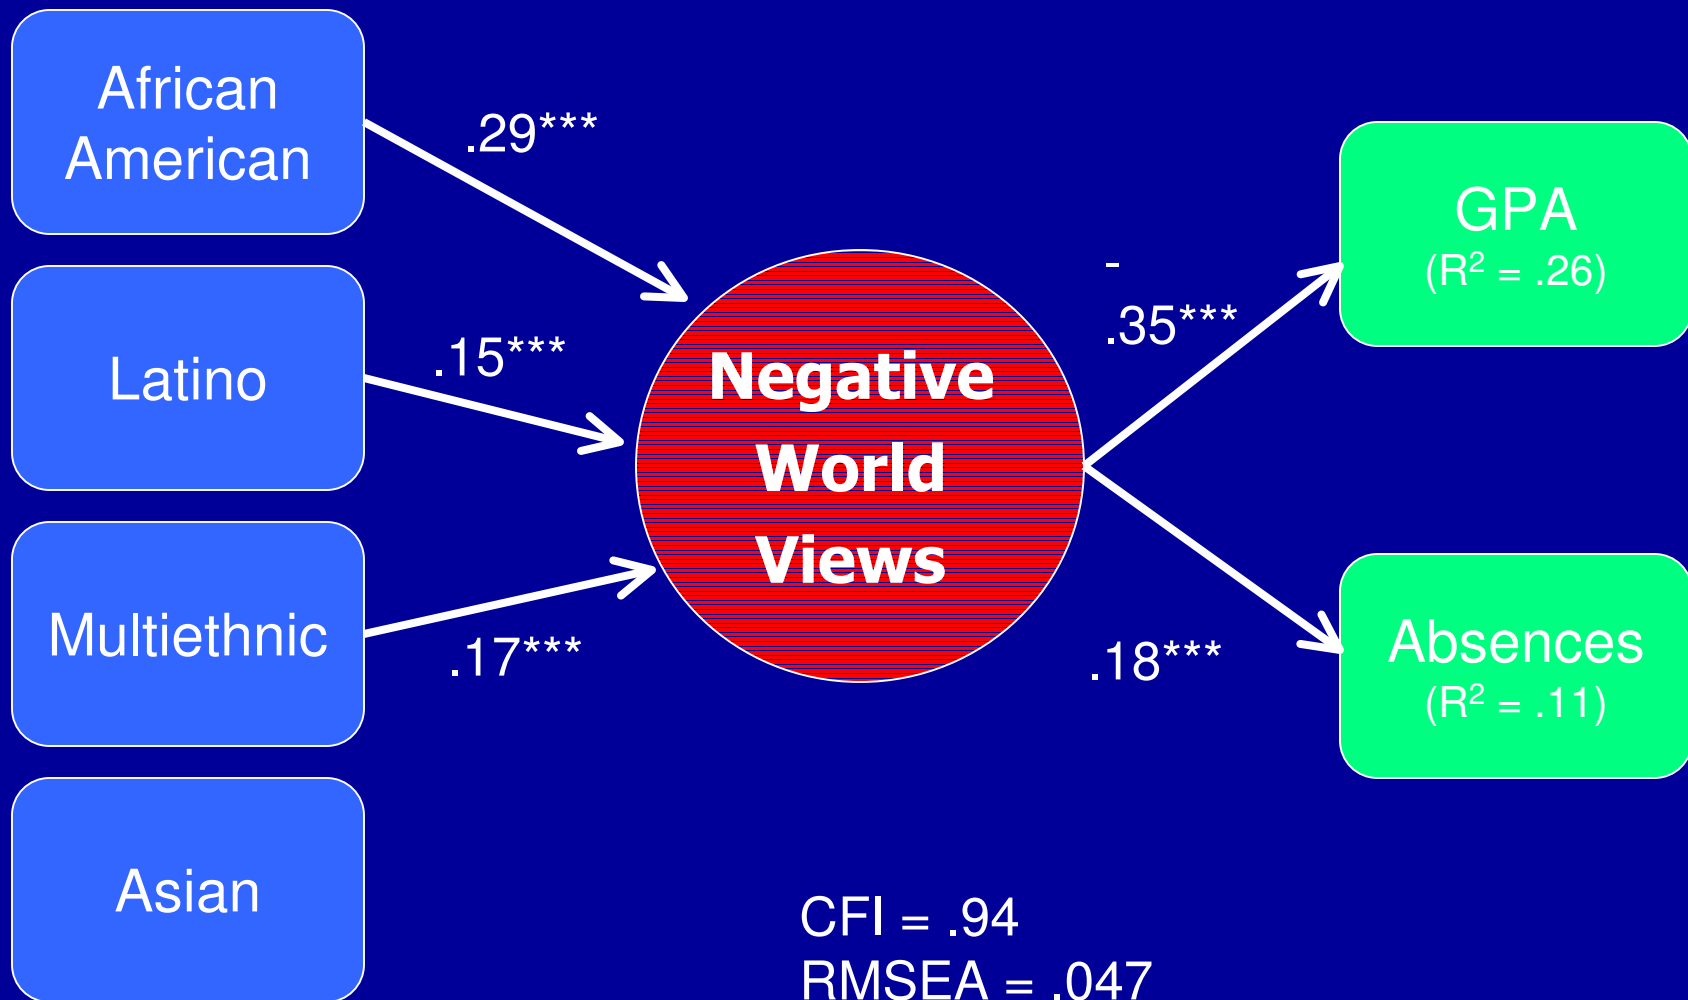 African
American
.29***
Latino
.15***
Multiethnic
.17***
Asian
Negative
World
Views
-
.35***
.18***
GPA
(R² = .26)
Absences
(R² = .11)
CFI = .94
RMSEA = .047